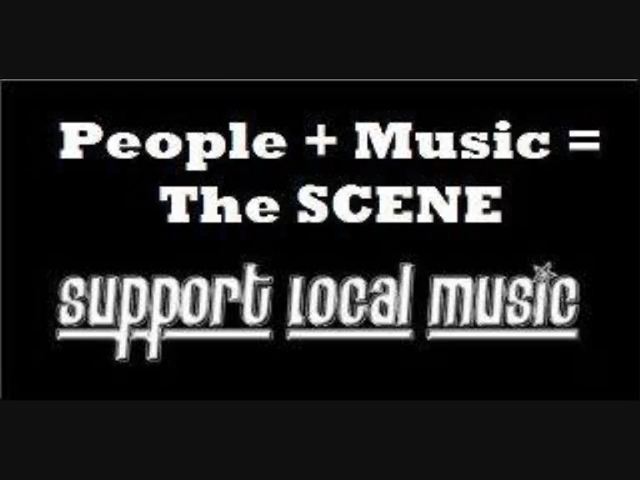 People + Music =
The SCENE
support local music